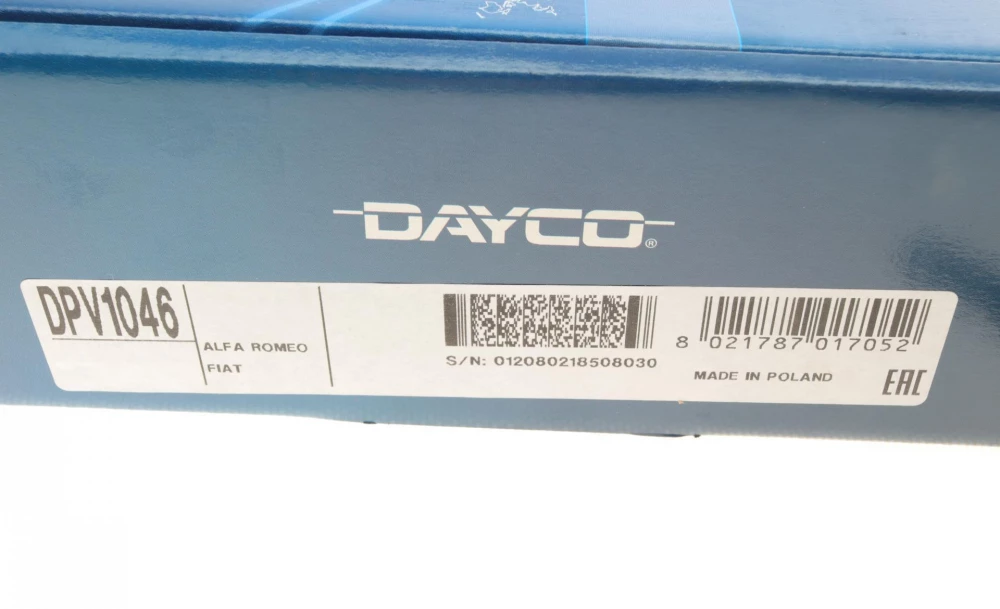 DAYCO®
DPV1046
ALFA ROMEO
FIAT
S/N: 012080218508030
8 021787 017052
MADE IN POLAND
EAC